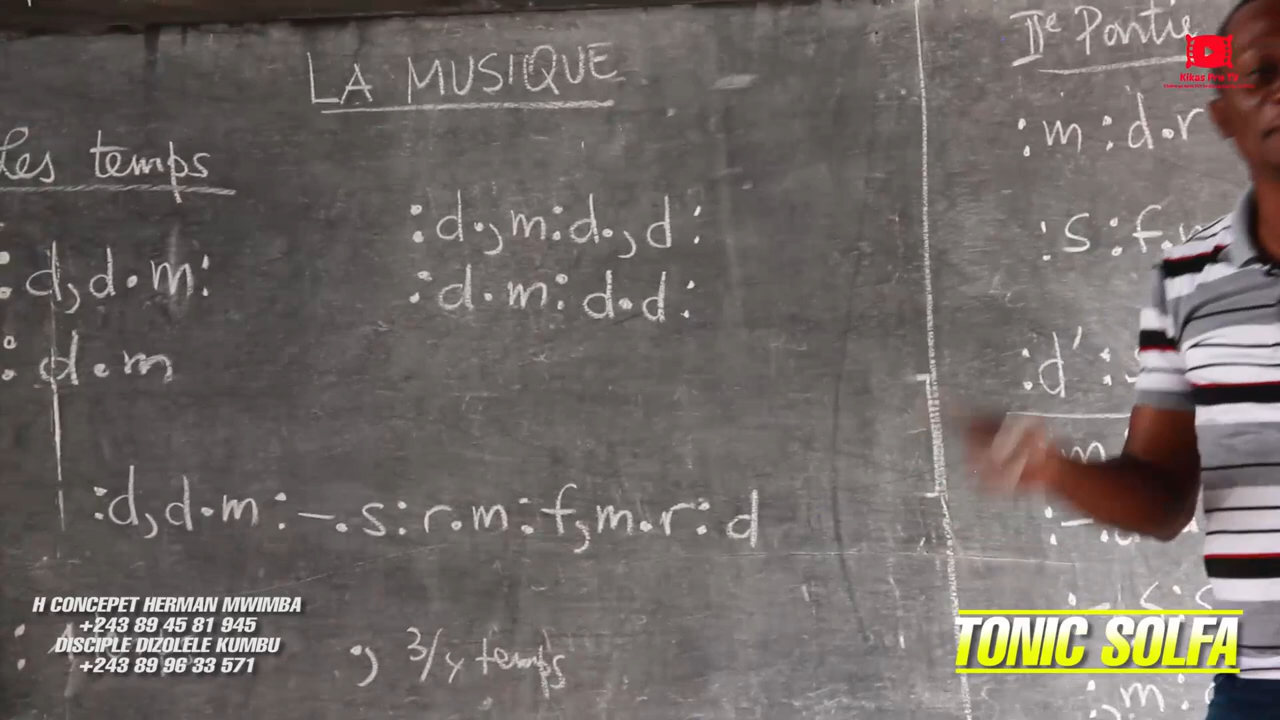 LA MUSIQUE
Les temps
:d,d.m:
:d.m
:d.,m:d.,d:
:d.m:d.d:
:d,d.m:-.s:r.m:f,m.r:d
., 3/4 temps
IIe Partie
:m:d.r
:s:f.
:d':
m
:-
:- s:s
:,m:
Kikas Pro TV
H CONCEPET HERMAN MWIMBA
+243 89 45 81 945
DISCIPLE DIZOLELE KUMBU
+243 89 96 33 571
TONIC SOLFA